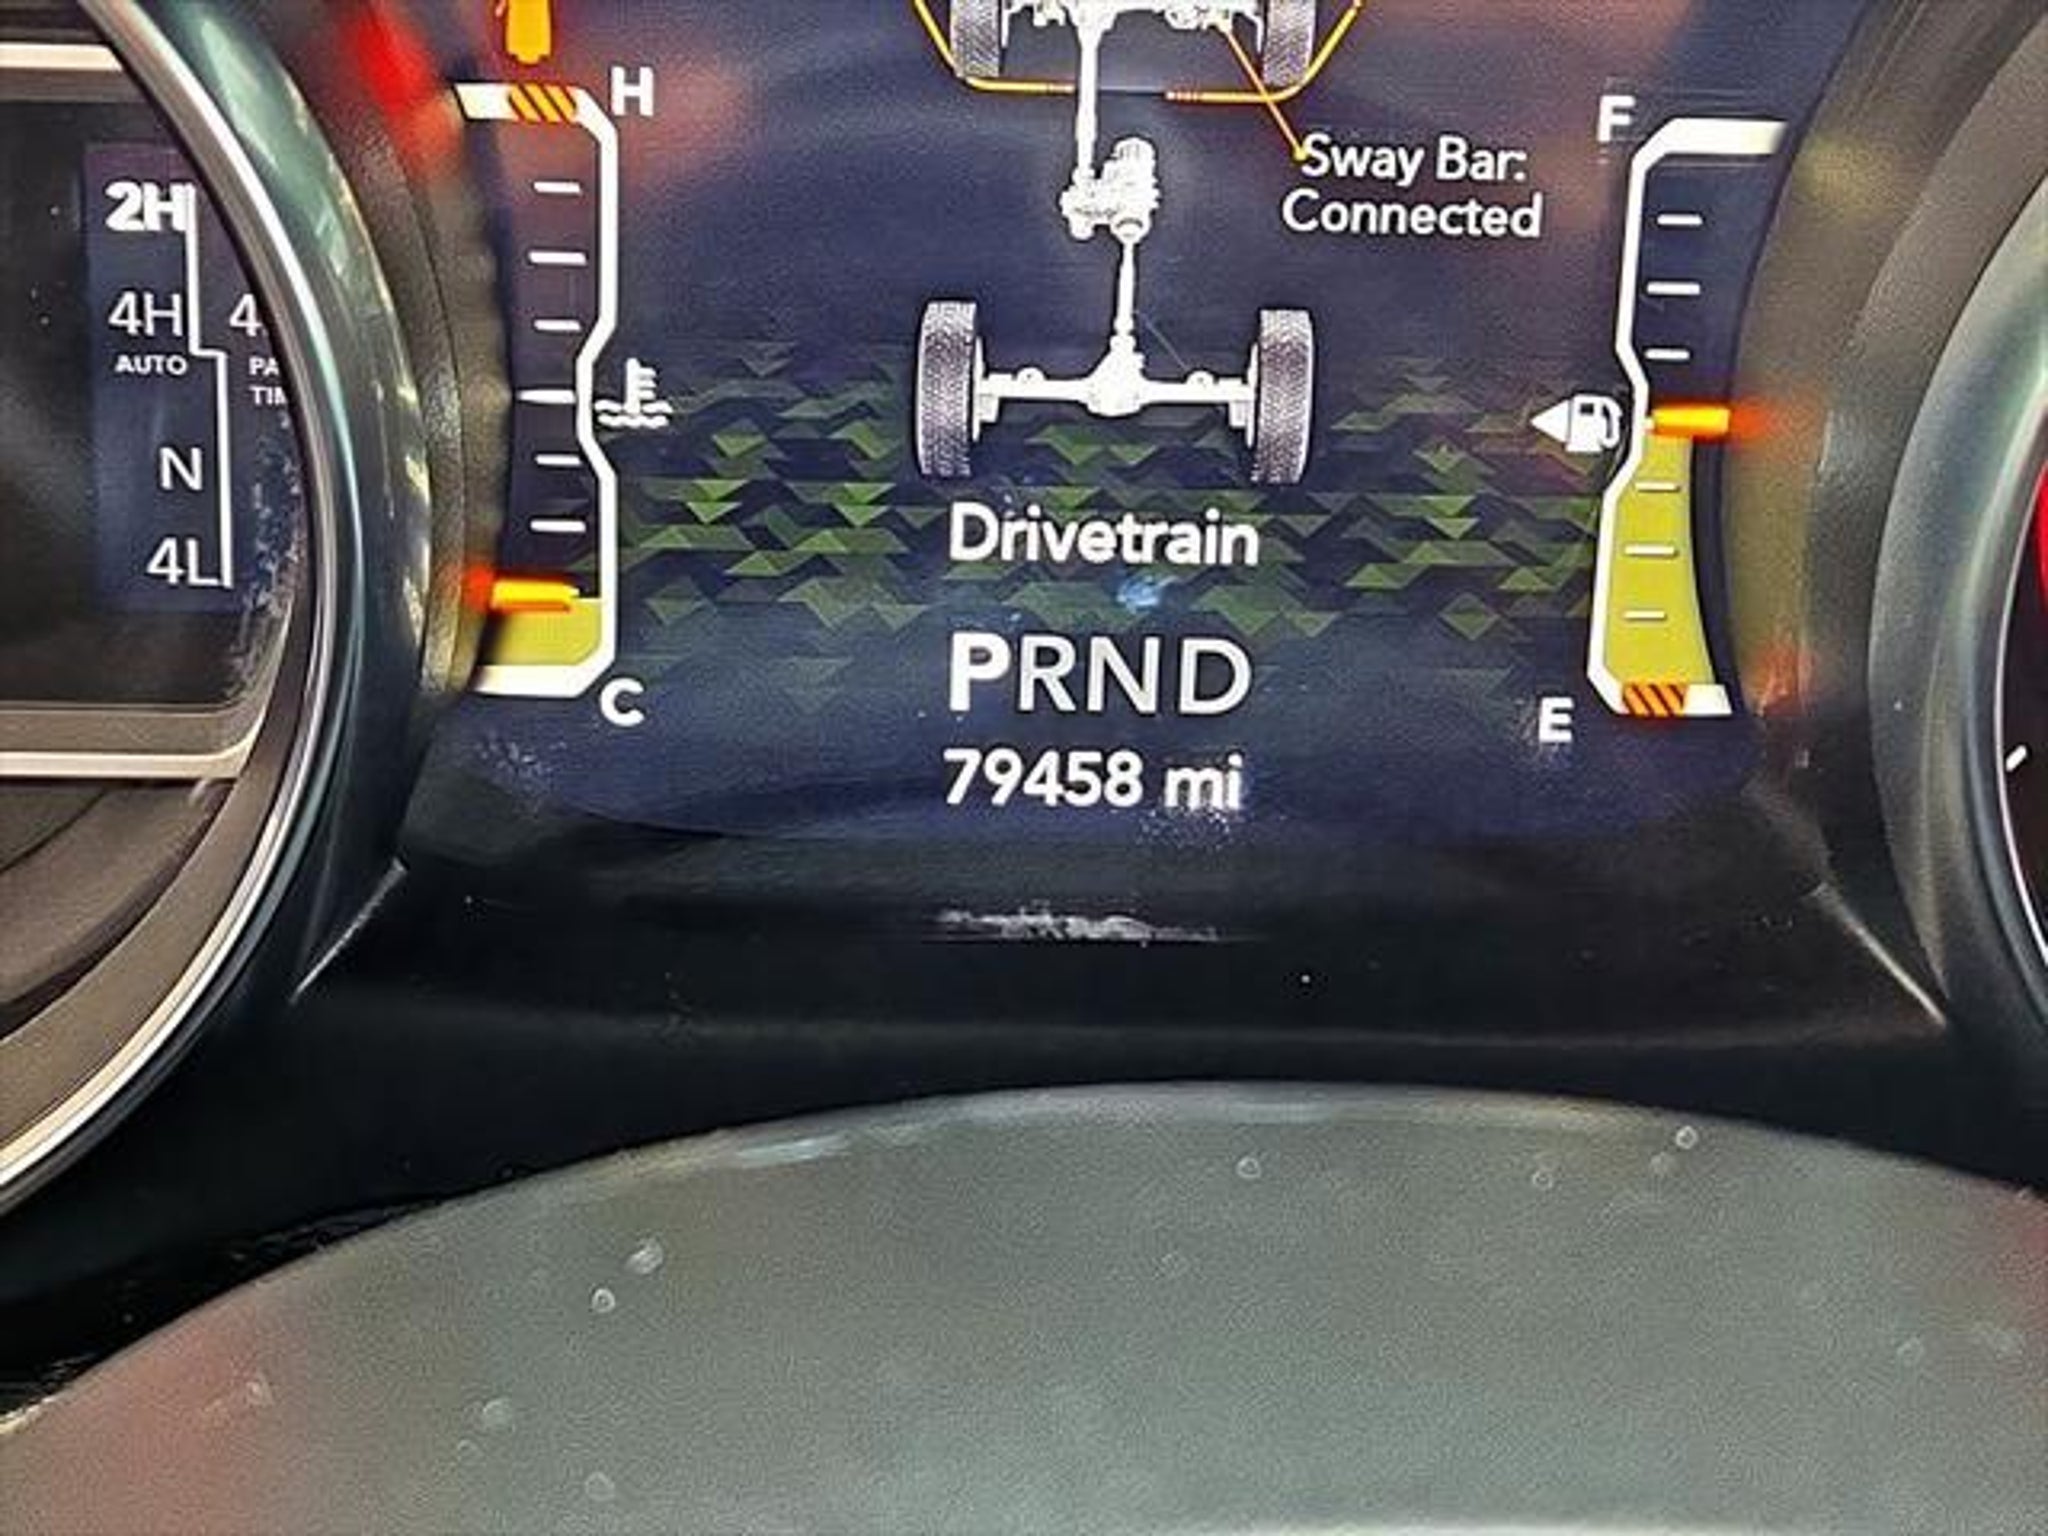 H
F
Sway Bar:
Connected
2H
4H
AUTO
N
4L
Drivetrain
PRND
C
E
79458 mi